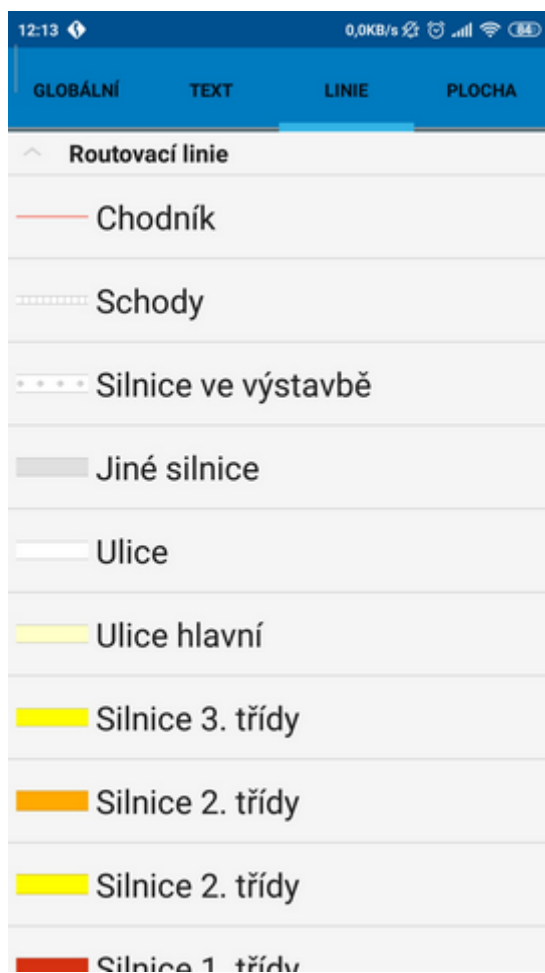 12:13 0,0KB/s 84
GLOBÁLNÍ TEXT LINIE PLOCHA
Routovací linie
Chodník
Schody
Silnice ve výstavbě
Jiné silnice
Ulice
Ulice hlavní
Silnice 3. třídy
Silnice 2. třídy
Silnice 2. třídy
Silnice 1. třídy